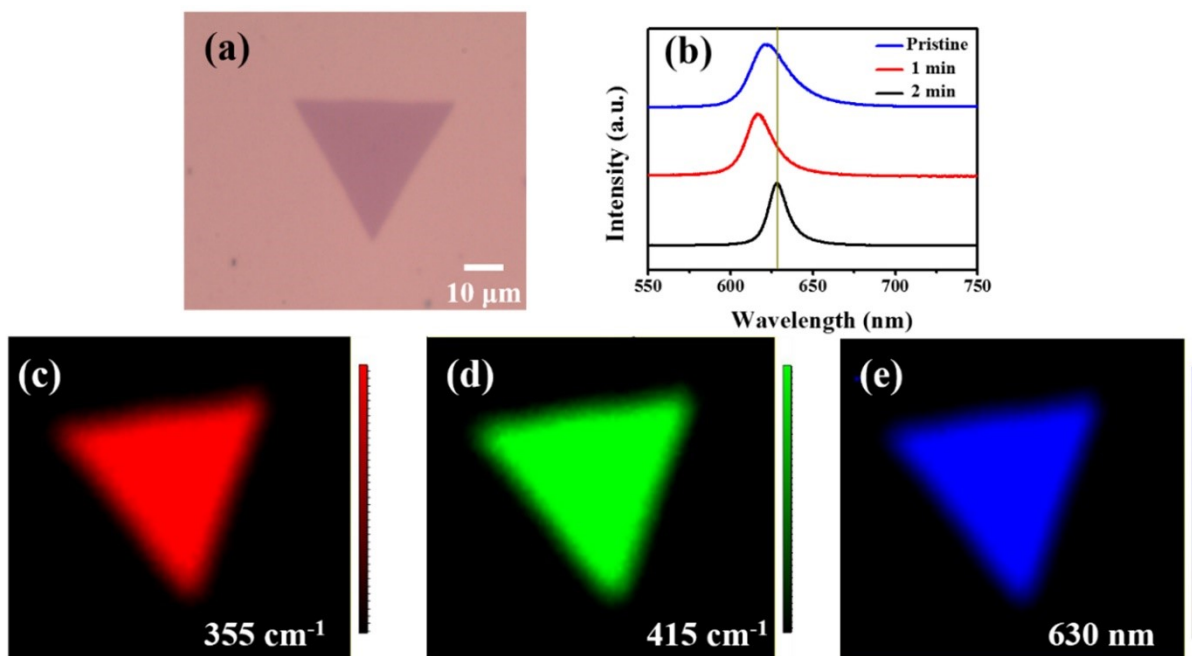 (a)
10 μm
(b)
Pristine
1 min
2 min
Intensity (a.u.)
550 600 650 700 750
Wavelength (nm)
(c)
355 cm⁻¹
(d)
415 cm⁻¹
(e)
630 nm